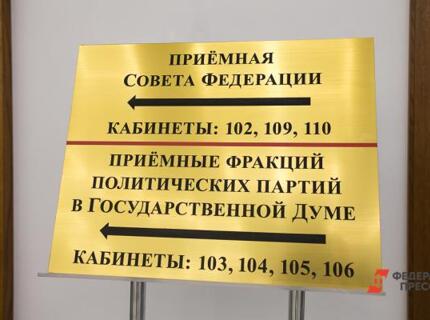 ПРИЁМНАЯ
СОВЕТА ФЕДЕРАЦИИ
КАБИНЕТЫ: 102, 109, 110
ПРИЁМНЫЕ ФРАКЦИЙ
ПОЛИТИЧЕСКИХ ПАРТИЙ
В ГОСУДАРСТВЕННОЙ ДУМЕ
КАБИНЕТЫ: 103, 104, 105, 106